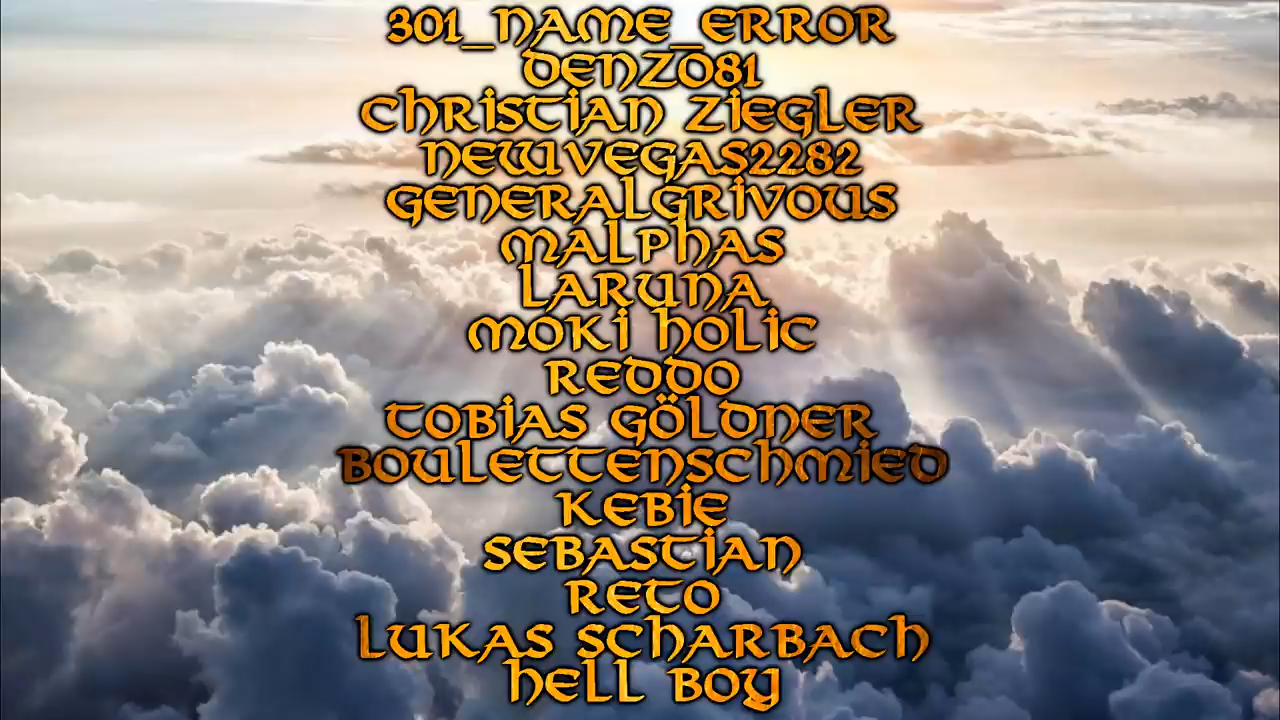 301_NAME_ERROR
DENZO81
CHRISTIAN ZIEGLER
NEWVEGAS2282
GENERALGRIVOUS
MALPHAS
LARUNA
MOKI HOLIC
REDDO
TOBIAS GÖLDNER
BOULETTENSCHMIED
KEBIE
SEBASTIAN
RETO
LUKAS SCHARBACH
HELL BOY